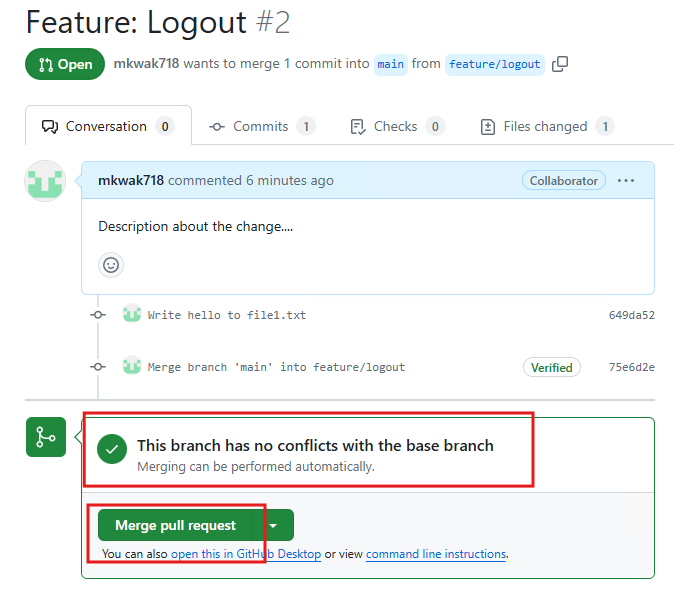 Feature: Logout #2
Open mkwak718 wants to merge 1 commit into main from feature/logout
Conversation 0 Commits 1 Checks 0 Files changed 1
mkwak718 commented 6 minutes ago Collaborator ...
Description about the change....
Write hello to file1.txt 649da52
Merge branch 'main' into feature/logout Verified 75e6d2e
This branch has no conflicts with the base branch
Merging can be performed automatically.
Merge pull request
You can also open this in GitHub Desktop or view command line instructions.